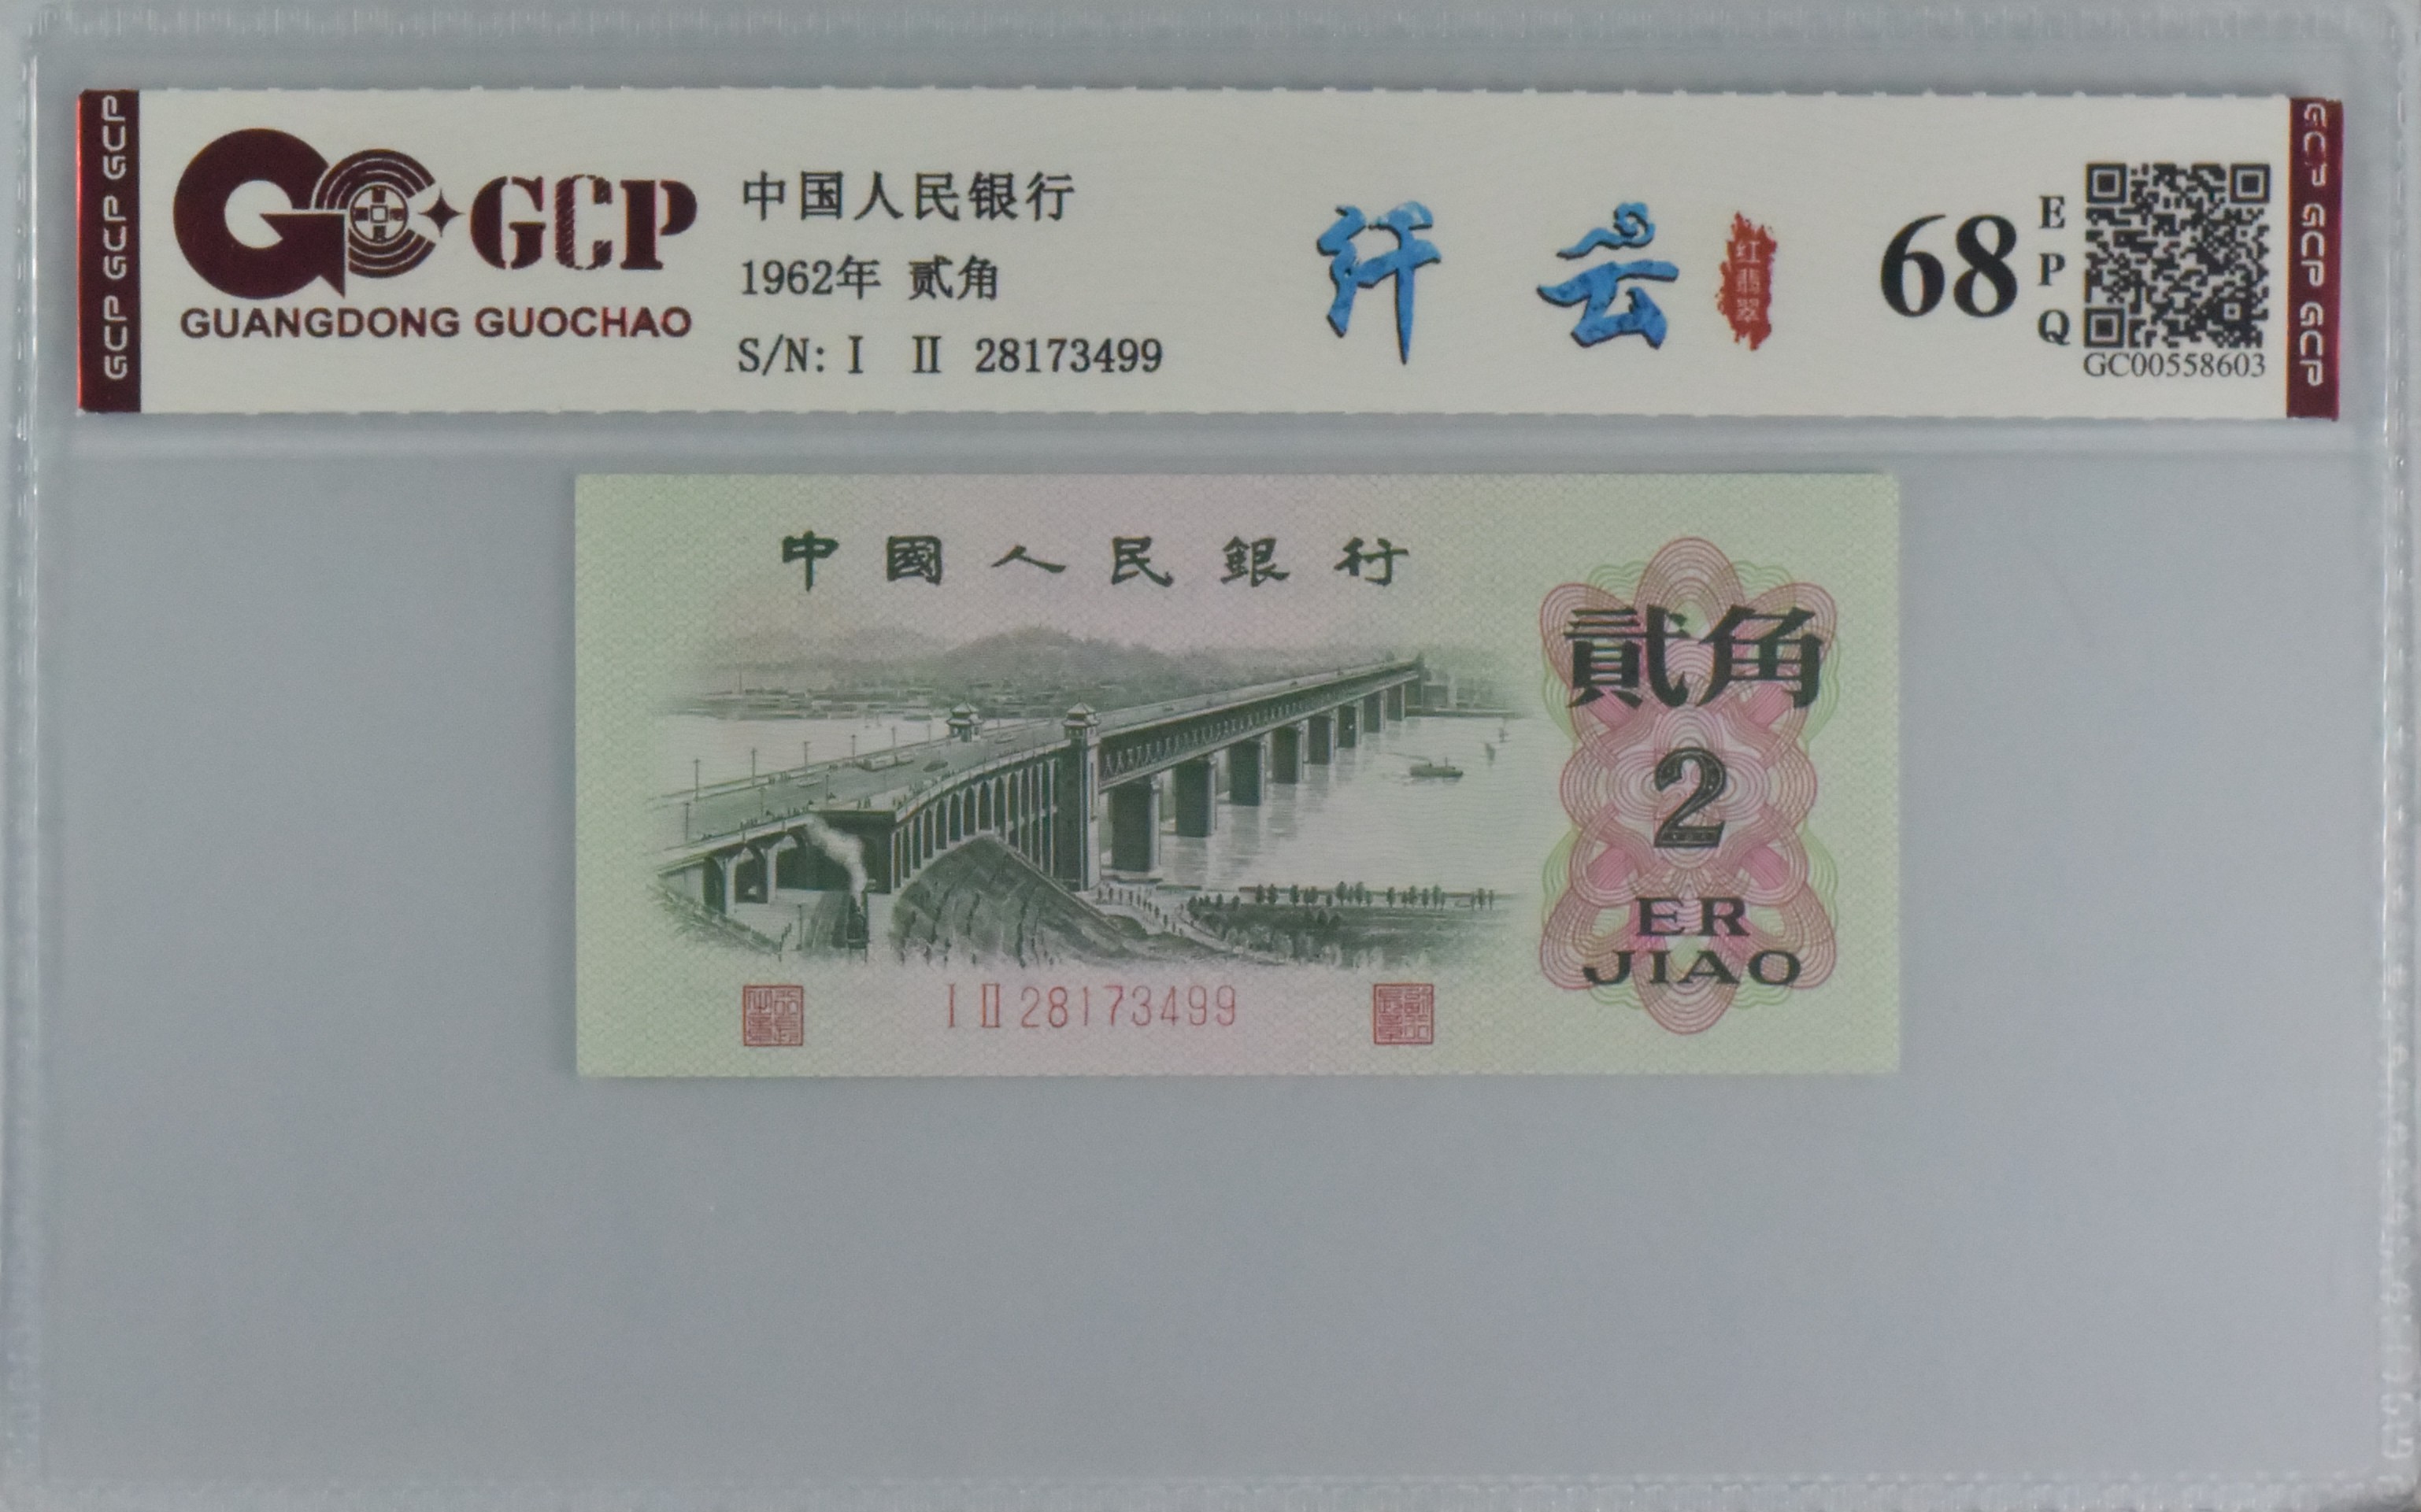 GCP GCP GCP
GCP
GUANGDONG GUOCHAO
中国人民银行
1962年 贰角
S/N: I II 28173499
纤云
红翡翠
68
EPQ
GC00558603
GCP GCP GCP
中國人民銀行
貳角
2
ER
JIAO
I II 28173499